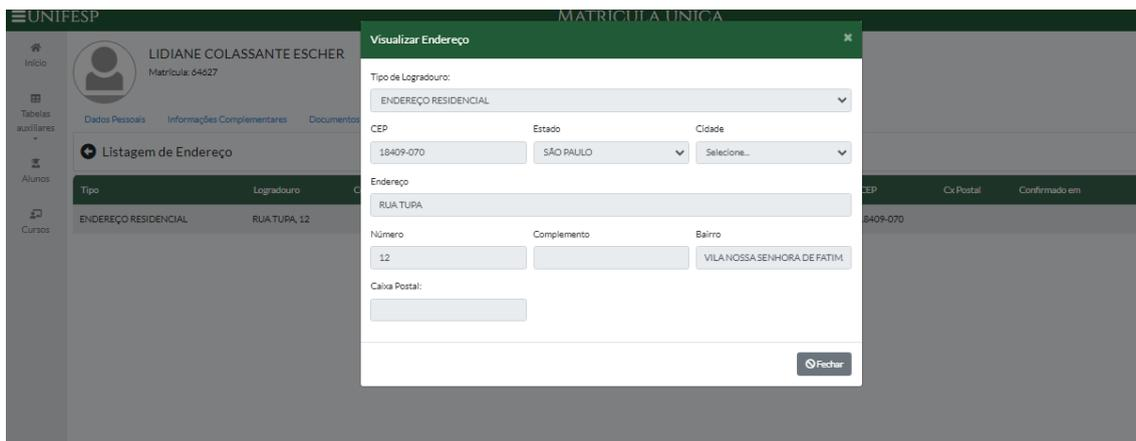 UNIFESP MATRÍCULA ÚNICA
Início
Tabelas auxiliares
Alunos
Cursos
LIDIANE COLASSANTE ESCHER
Matrícula: 64627
Dados Pessoais Informações Complementares Documentos
Listagem de Endereço
Tipo Logradouro CEP Cx Postal Confirmado em
ENDEREÇO RESIDENCIAL RUA TUPA, 12 18409-070
Visualizar Endereço ×
Tipo de Logradouro:
ENDEREÇO RESIDENCIAL
CEP Estado Cidade
18409-070 SÃO PAULO Selecione...
Endereço
RUA TUPA
Número Complemento Bairro
12 VILA NOSSA SENHORA DE FATIM
Caixa Postal:
Fechar